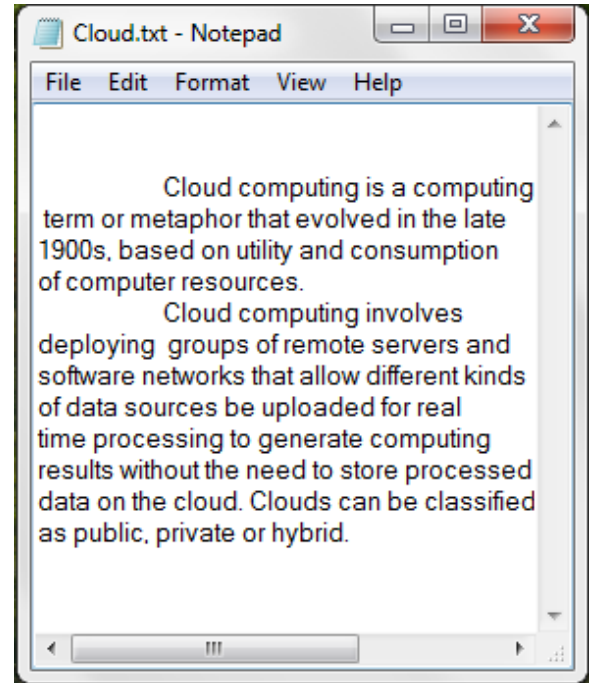 Cloud.txt - Notepad
File Edit Format View Help
Cloud computing is a computing
term or metaphor that evolved in the late
1900s, based on utility and consumption
of computer resources.
Cloud computing involves
deploying groups of remote servers and
software networks that allow different kinds
of data sources be uploaded for real
time processing to generate computing
results without the need to store processed
data on the cloud. Clouds can be classified
as public, private or hybrid.